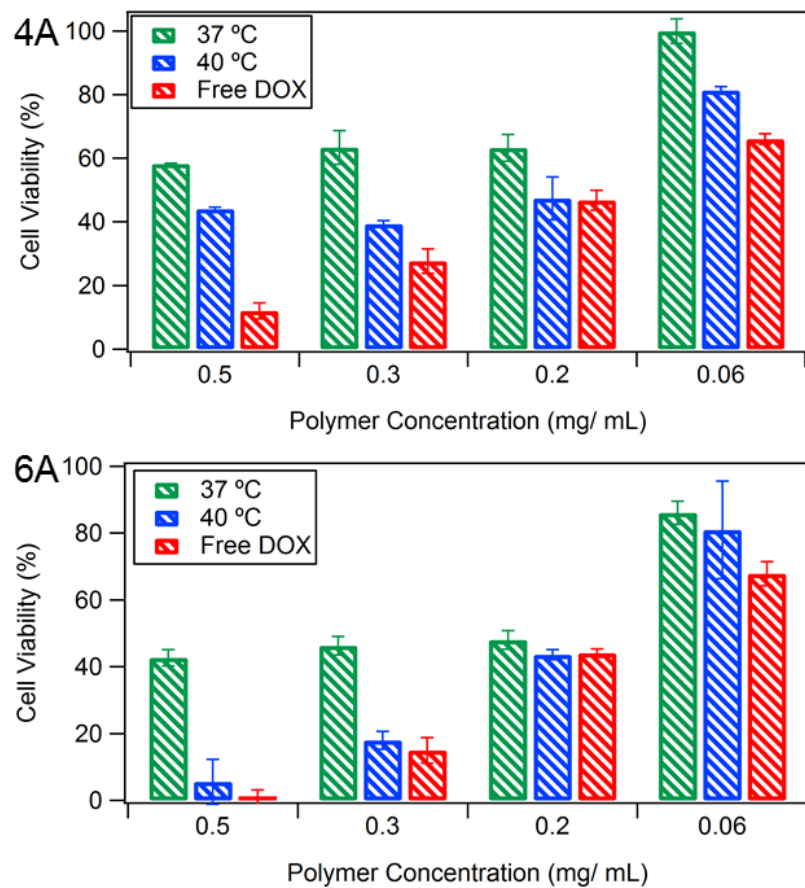 4A
37 ºC
40 ºC
Free DOX
Cell Viability (%)
100
80
60
40
20
0
0.5 0.3 0.2 0.06
Polymer Concentration (mg/ mL)
6A
37 ºC
40 ºC
Free DOX
Cell Viability (%)
100
80
60
40
20
0
0.5 0.3 0.2 0.06
Polymer Concentration (mg/ mL)